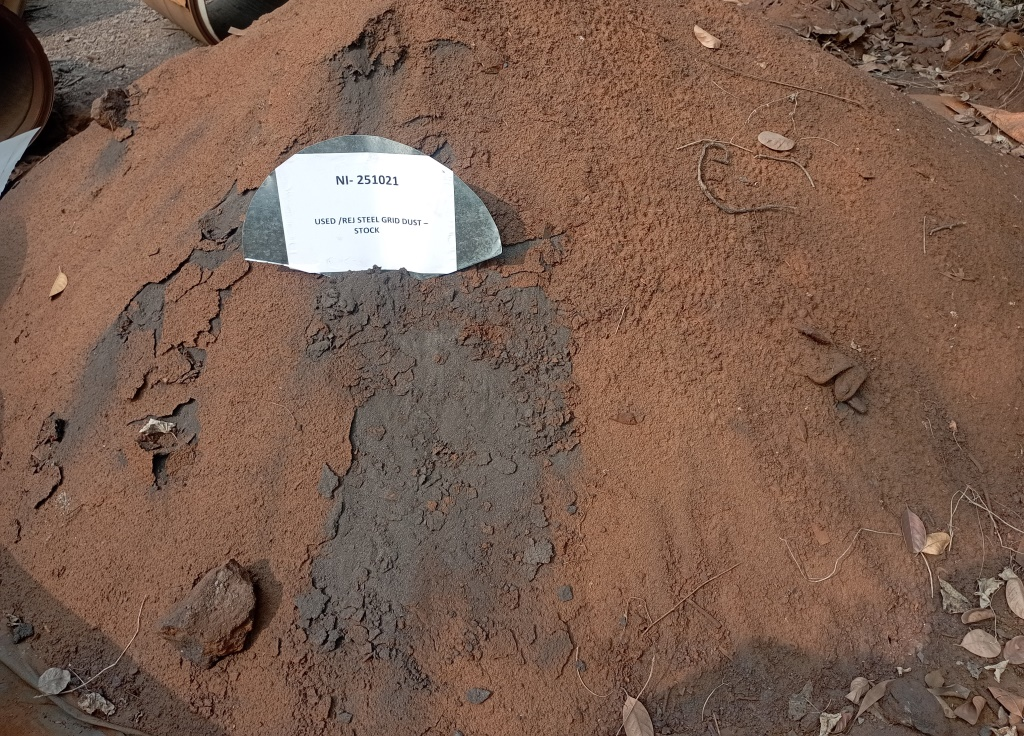 NI- 251021
USED /REJ STEEL GRID DUST –
STOCK